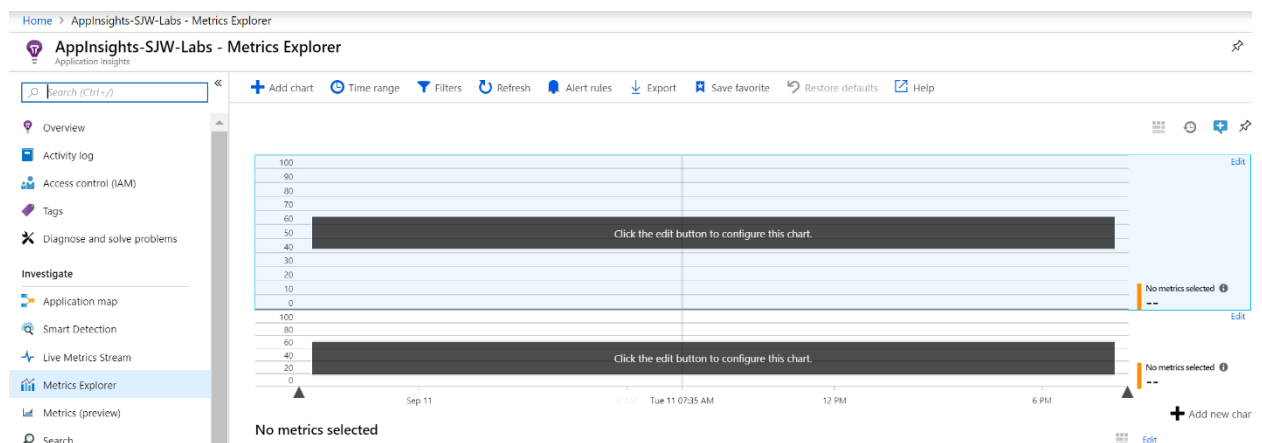 Home > AppInsights-SJW-Labs - Metrics Explorer
AppInsights-SJW-Labs - Metrics Explorer
Application Insights
Search (Ctrl+/)
Add chart Time range Filters Refresh Alert rules Export Save favorite Restore defaults Help
Overview
Activity log
Access control (IAM)
Tags
Diagnose and solve problems
Investigate
Application map
Smart Detection
Live Metrics Stream
Metrics Explorer
Metrics (preview)
Search
Edit
100
90
80
70
60
50
40
30
20
10
0
Click the edit button to configure this chart.
No metrics selected
--
Edit
100
80
60
40
20
0
Click the edit button to configure this chart.
No metrics selected
--
Sep 11 Tue 11 07:35 AM 12 PM 6 PM
Add new char
No metrics selected
Edit